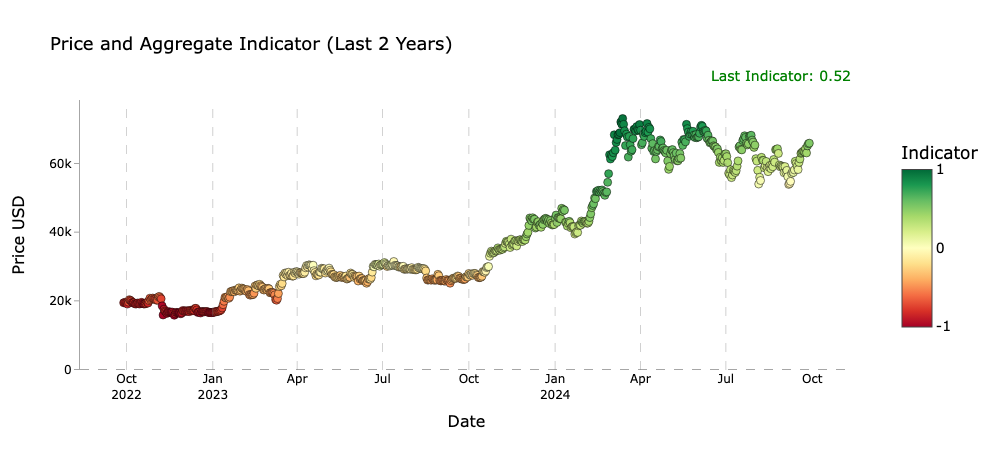 Price and Aggregate Indicator (Last 2 Years)
Last Indicator: 0.52
Price USD
60k
40k
20k
0
Oct
2022
Jan
2023
Apr
Jul
Oct
Jan
2024
Apr
Jul
Oct
Date
Indicator
1
0
-1